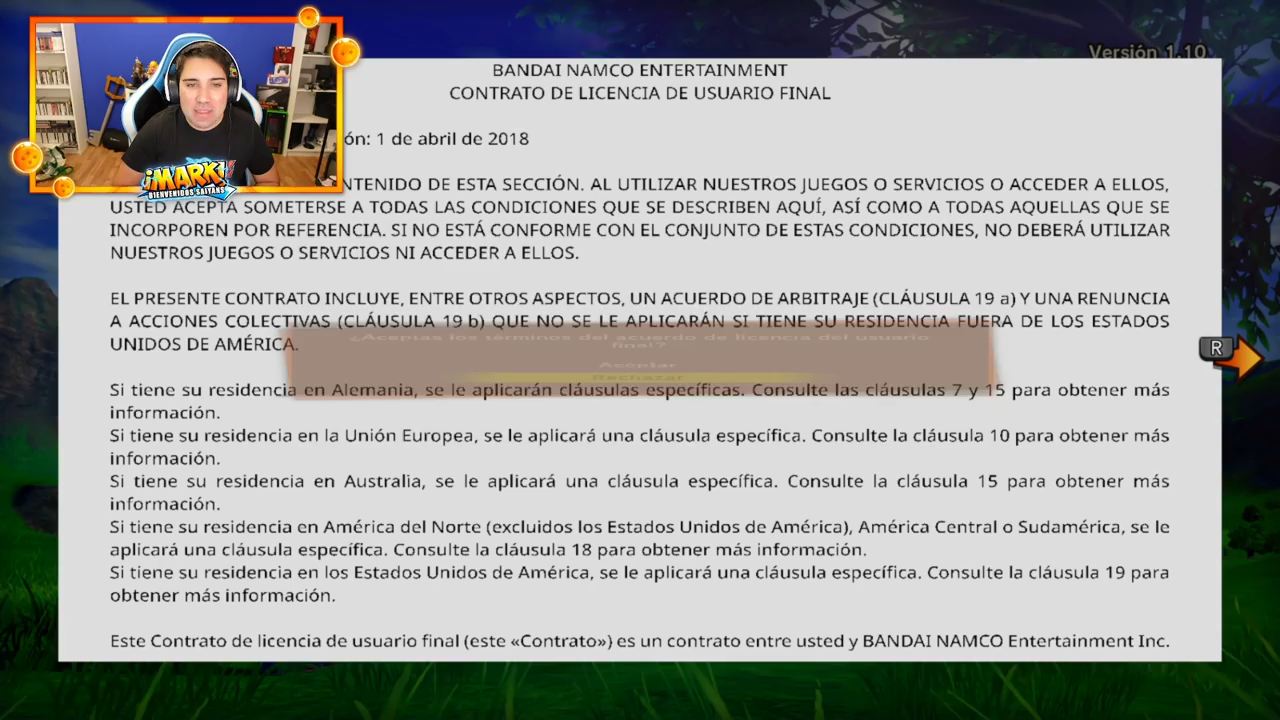 Versión 1.10
BANDAI NAMCO ENTERTAINMENT
CONTRATO DE LICENCIA DE USUARIO FINAL
ón: 1 de abril de 2018
¡MARK!
BIENVENIDOS SAIYANS
NTENIDO DE ESTA SECCIÓN. AL UTILIZAR NUESTROS JUEGOS O SERVICIOS O ACCEDER A ELLOS,
USTED ACEPTA SOMETERSE A TODAS LAS CONDICIONES QUE SE DESCRIBEN AQUÍ, ASÍ COMO A TODAS AQUELLAS QUE SE
INCORPOREN POR REFERENCIA. SI NO ESTÁ CONFORME CON EL CONJUNTO DE ESTAS CONDICIONES, NO DEBERÁ UTILIZAR
NUESTROS JUEGOS O SERVICIOS NI ACCEDER A ELLOS.
EL PRESENTE CONTRATO INCLUYE, ENTRE OTROS ASPECTOS, UN ACUERDO DE ARBITRAJE (CLÁUSULA 19 a) Y UNA RENUNCIA
A ACCIONES COLECTIVAS (CLÁUSULA 19 b) QUE NO SE LE APLICARÁN SI TIENE SU RESIDENCIA FUERA DE LOS ESTADOS
UNIDOS DE AMÉRICA.
¿Aceptas los términos del acuerdo de licencia del usuario
final?
Aceptar
Rechazar
R
Si tiene su residencia en Alemania, se le aplicarán cláusulas específicas. Consulte las cláusulas 7 y 15 para obtener más
información.
Si tiene su residencia en la Unión Europea, se le aplicará una cláusula específica. Consulte la cláusula 10 para obtener más
información.
Si tiene su residencia en Australia, se le aplicará una cláusula específica. Consulte la cláusula 15 para obtener más
información.
Si tiene su residencia en América del Norte (excluidos los Estados Unidos de América), América Central o Sudamérica, se le
aplicará una cláusula específica. Consulte la cláusula 18 para obtener más información.
Si tiene su residencia en los Estados Unidos de América, se le aplicará una cláusula específica. Consulte la cláusula 19 para
obtener más información.
Este Contrato de licencia de usuario final (este «Contrato») es un contrato entre usted y BANDAI NAMCO Entertainment Inc.